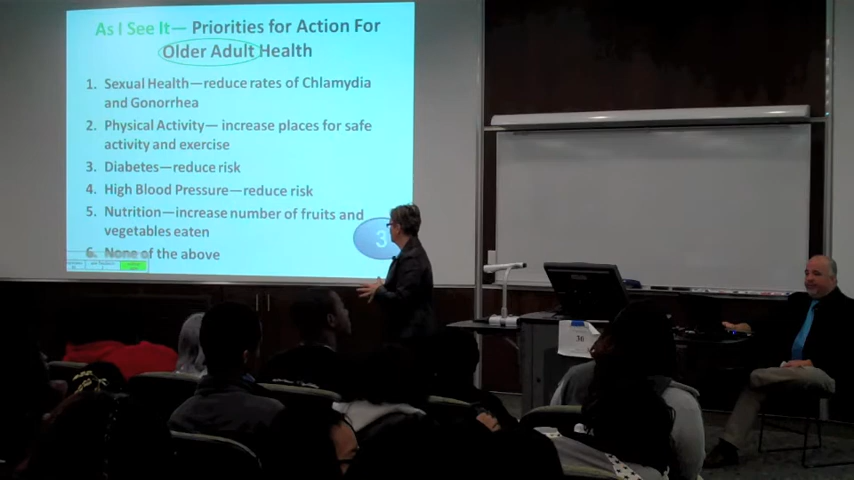 As I See It— Priorities for Action For
Older Adult Health
1. Sexual Health—reduce rates of Chlamydia
and Gonorrhea
2. Physical Activity— increase places for safe
activity and exercise
3. Diabetes—reduce risk
4. High Blood Pressure—reduce risk
5. Nutrition—increase number of fruits and
vegetables eaten
3
6. None of the above
36